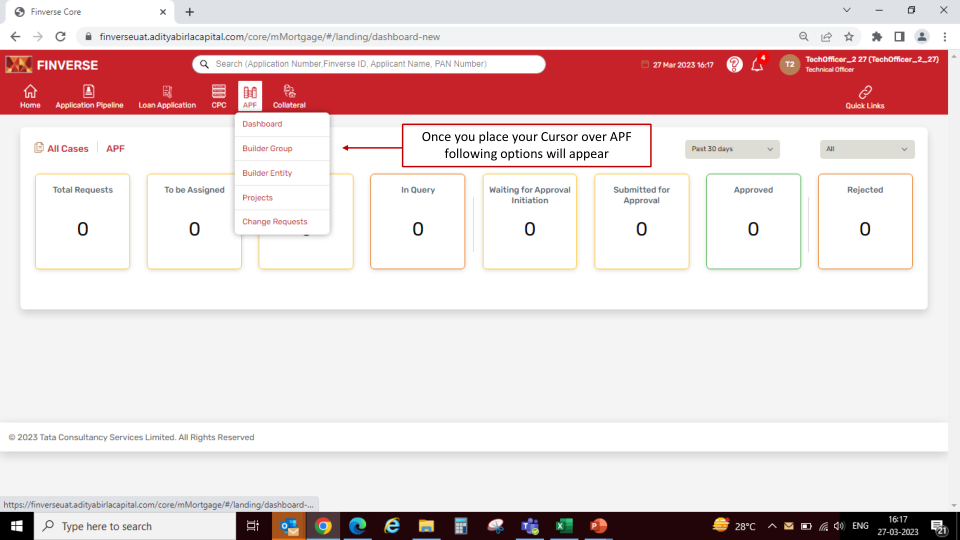 Finverse Core
finverseuat.adityabirlacapital.com/core/mMortgage/#/landing/dashboard-new
FINVERSE
Search (Application Number,Finverse ID, Applicant Name, PAN Number)
27 Mar 2023 16:17
4
T2
TechOfficer_2 27 (TechOfficer_2_27)
Technical Officer
Home
Application Pipeline
Loan Application
CPC
APF
Collateral
Quick Links
Dashboard
Builder Group
Builder Entity
Projects
Change Requests
Once you place your Cursor over APF
following options will appear
All Cases
APF
Past 30 days
All
Total Requests
0
To be Assigned
0
In Query
0
Waiting for Approval
Initiation
0
Submitted for
Approval
0
Approved
0
Rejected
0
© 2023 Tata Consultancy Services Limited. All Rights Reserved
https://finverseuat.adityabirlacapital.com/core/mMortgage/#/landing/dashboard-...
Type here to search
28°C
ENG
16:17
27-03-2023
21